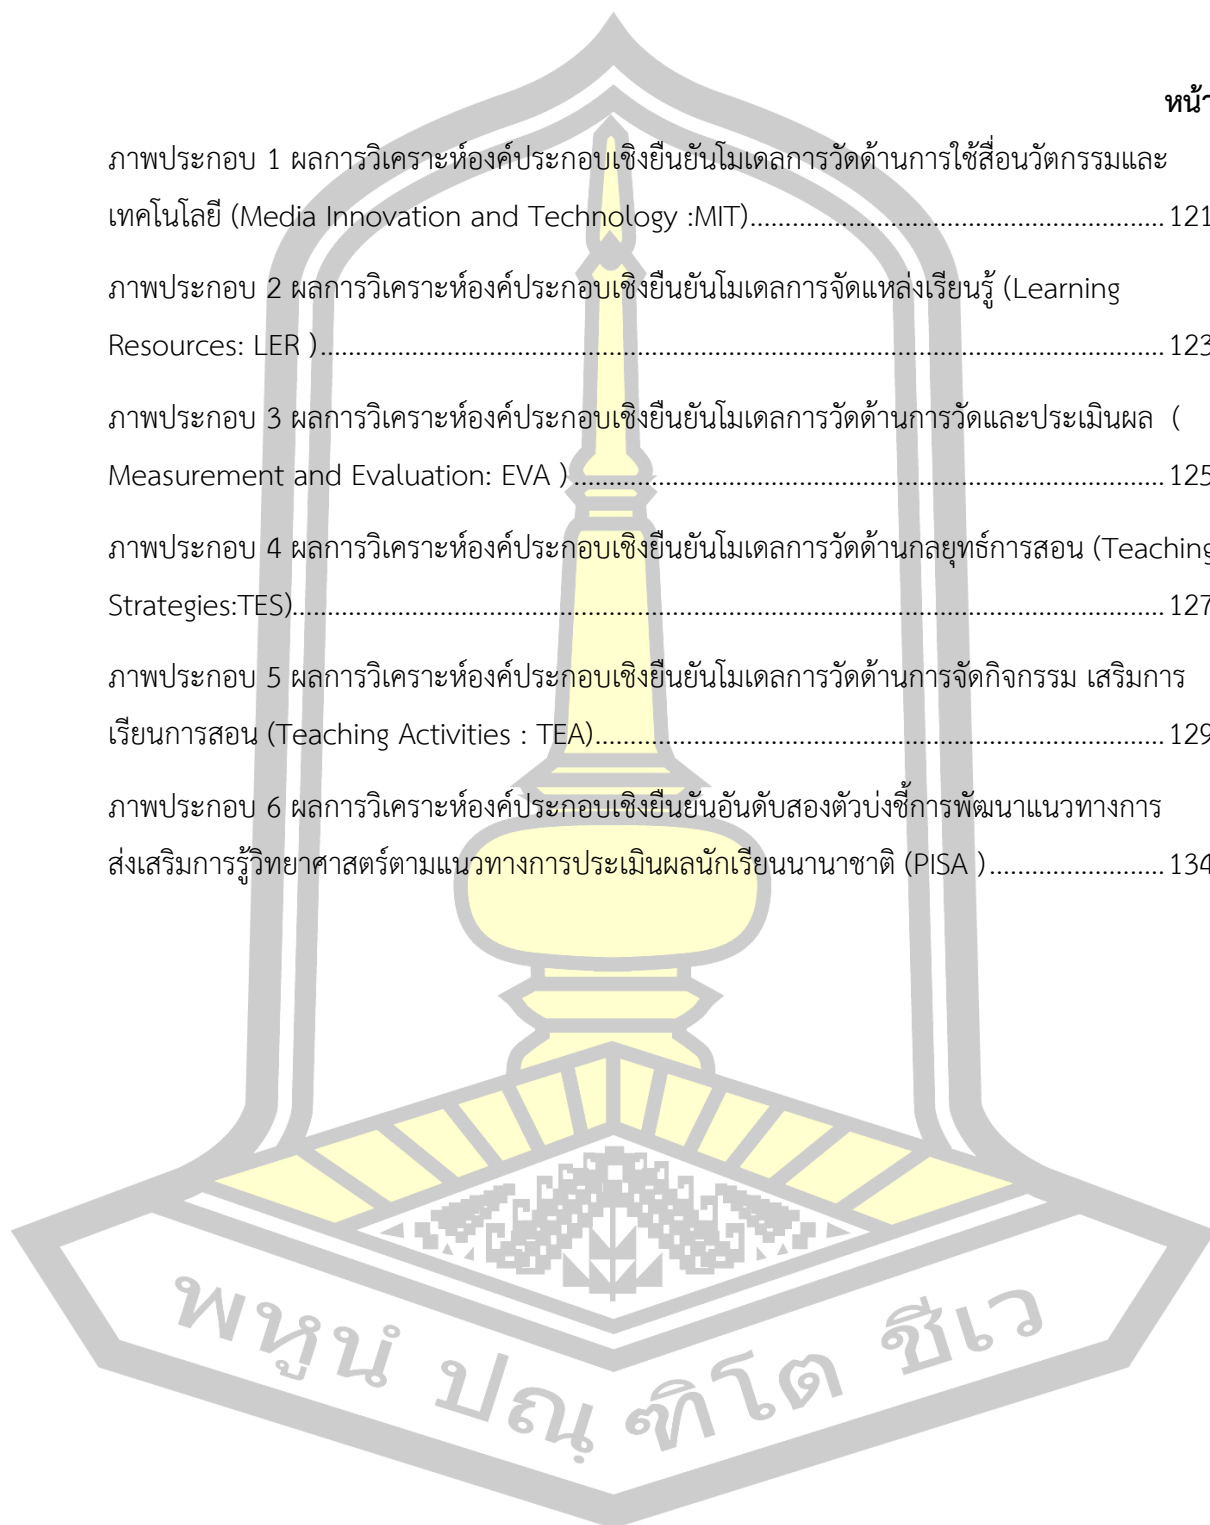 หน้า
ภาพประกอบ 1 ผลการวิเคราะห์องค์ประกอบเชิงยืนยันโมเดลการวัดด้านการใช้สื่อนวัตกรรมและ
เทคโนโลยี (Media Innovation and Technology :MIT)........................................................... 121
ภาพประกอบ 2 ผลการวิเคราะห์องค์ประกอบเชิงยืนยันโมเดลการจัดแหล่งเรียนรู้ (Learning
Resources: LER )........................................................................................................................ 123
ภาพประกอบ 3 ผลการวิเคราะห์องค์ประกอบเชิงยืนยันโมเดลการวัดด้านการวัดและประเมินผล (
Measurement and Evaluation: EVA ).................................................................................... 125
ภาพประกอบ 4 ผลการวิเคราะห์องค์ประกอบเชิงยืนยันโมเดลการวัดด้านกลยุทธ์การสอน (Teaching
Strategies:TES)............................................................................................................................ 127
ภาพประกอบ 5 ผลการวิเคราะห์องค์ประกอบเชิงยืนยันโมเดลการวัดด้านการจัดกิจกรรม เสริมการ
เรียนการสอน (Teaching Activities : TEA)................................................................................. 129
ภาพประกอบ 6 ผลการวิเคราะห์องค์ประกอบเชิงยืนยันอันดับสองตัวบ่งชี้การพัฒนาแนวทางการ
ส่งเสริมการรู้วิทยาศาสตร์ตามแนวทางการประเมินผลนักเรียนนานาชาติ (PISA )......................... 134
พหูนํ ปณฺฑิโต ชีเว